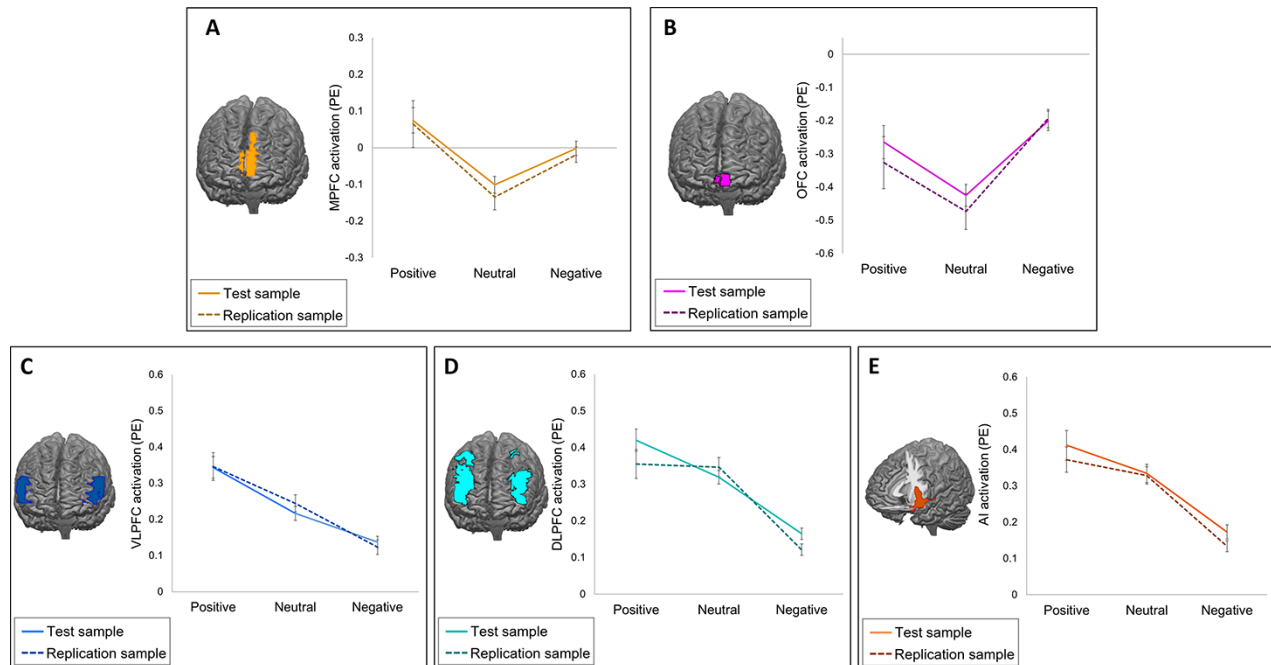 A
MPFC activation (PE)
0.3
0.2
0.1
0
-0.1
-0.2
-0.3
Positive Neutral Negative
Test sample
Replication sample
B
OFC activation (PE)
0
-0.1
-0.2
-0.3
-0.4
-0.5
-0.6
Positive Neutral Negative
Test sample
Replication sample
C
VLPFC activation (PE)
0.6
0.5
0.4
0.3
0.2
0.1
0
Positive Neutral Negative
Test sample
Replication sample
D
DLPFC activation (PE)
0.6
0.5
0.4
0.3
0.2
0.1
0
Positive Neutral Negative
Test sample
Replication sample
E
AI activation (PE)
0.6
0.5
0.4
0.3
0.2
0.1
0
Positive Neutral Negative
Test sample
Replication sample